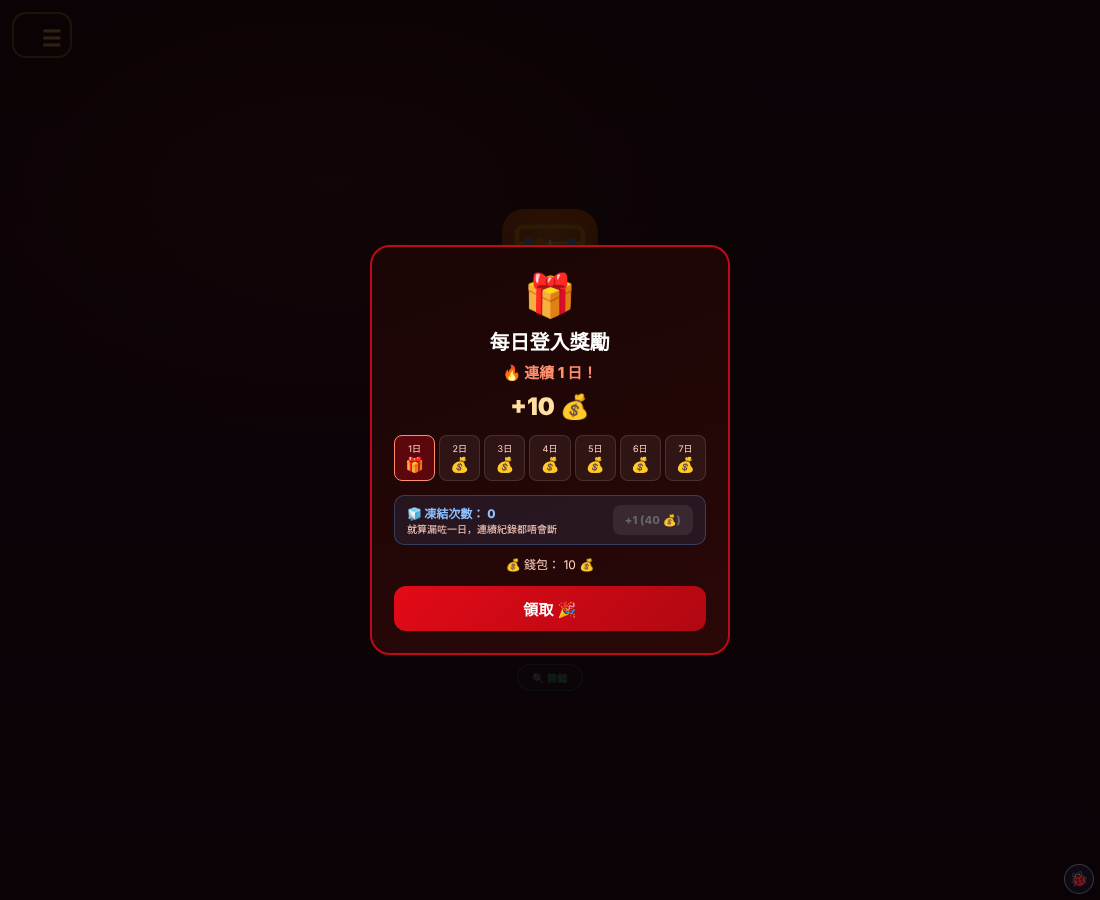 每日登入獎勵
🔥 連續 1 日！
+10 💰
1日 2日 3日 4日 5日 6日 7日
🧊 凍結次數： 0
就算漏咗一日，連續紀錄都唔會斷
+1 (40 💰)
💰 錢包： 10 💰
領取 🎉
🔍 除錯